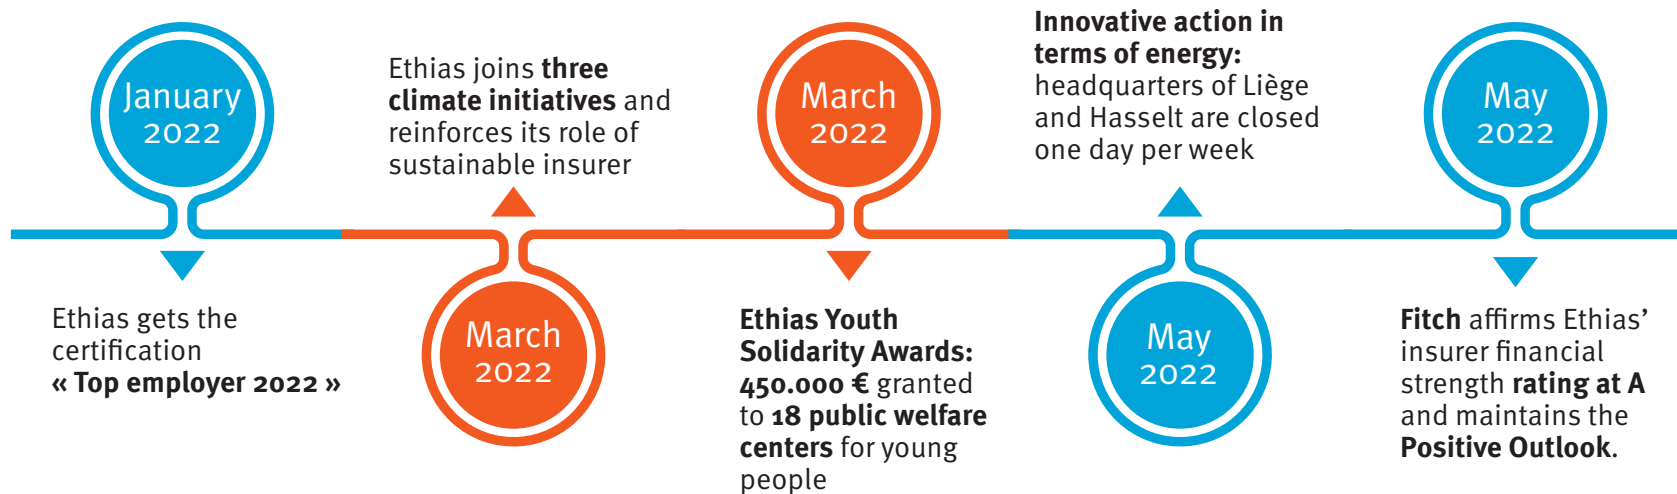 January
2022
Ethias gets the
certification
« Top employer 2022 »
Ethias joins three
climate initiatives and
reinforces its role of
sustainable insurer
March
2022
March
2022
Ethias Youth
Solidarity Awards:
450.000 € granted
to 18 public welfare
centers for young
people
Innovative action in
terms of energy:
headquarters of Liège
and Hasselt are closed
one day per week
May
2022
May
2022
Fitch affirms Ethias’
insurer financial
strength rating at A
and maintains the
Positive Outlook.